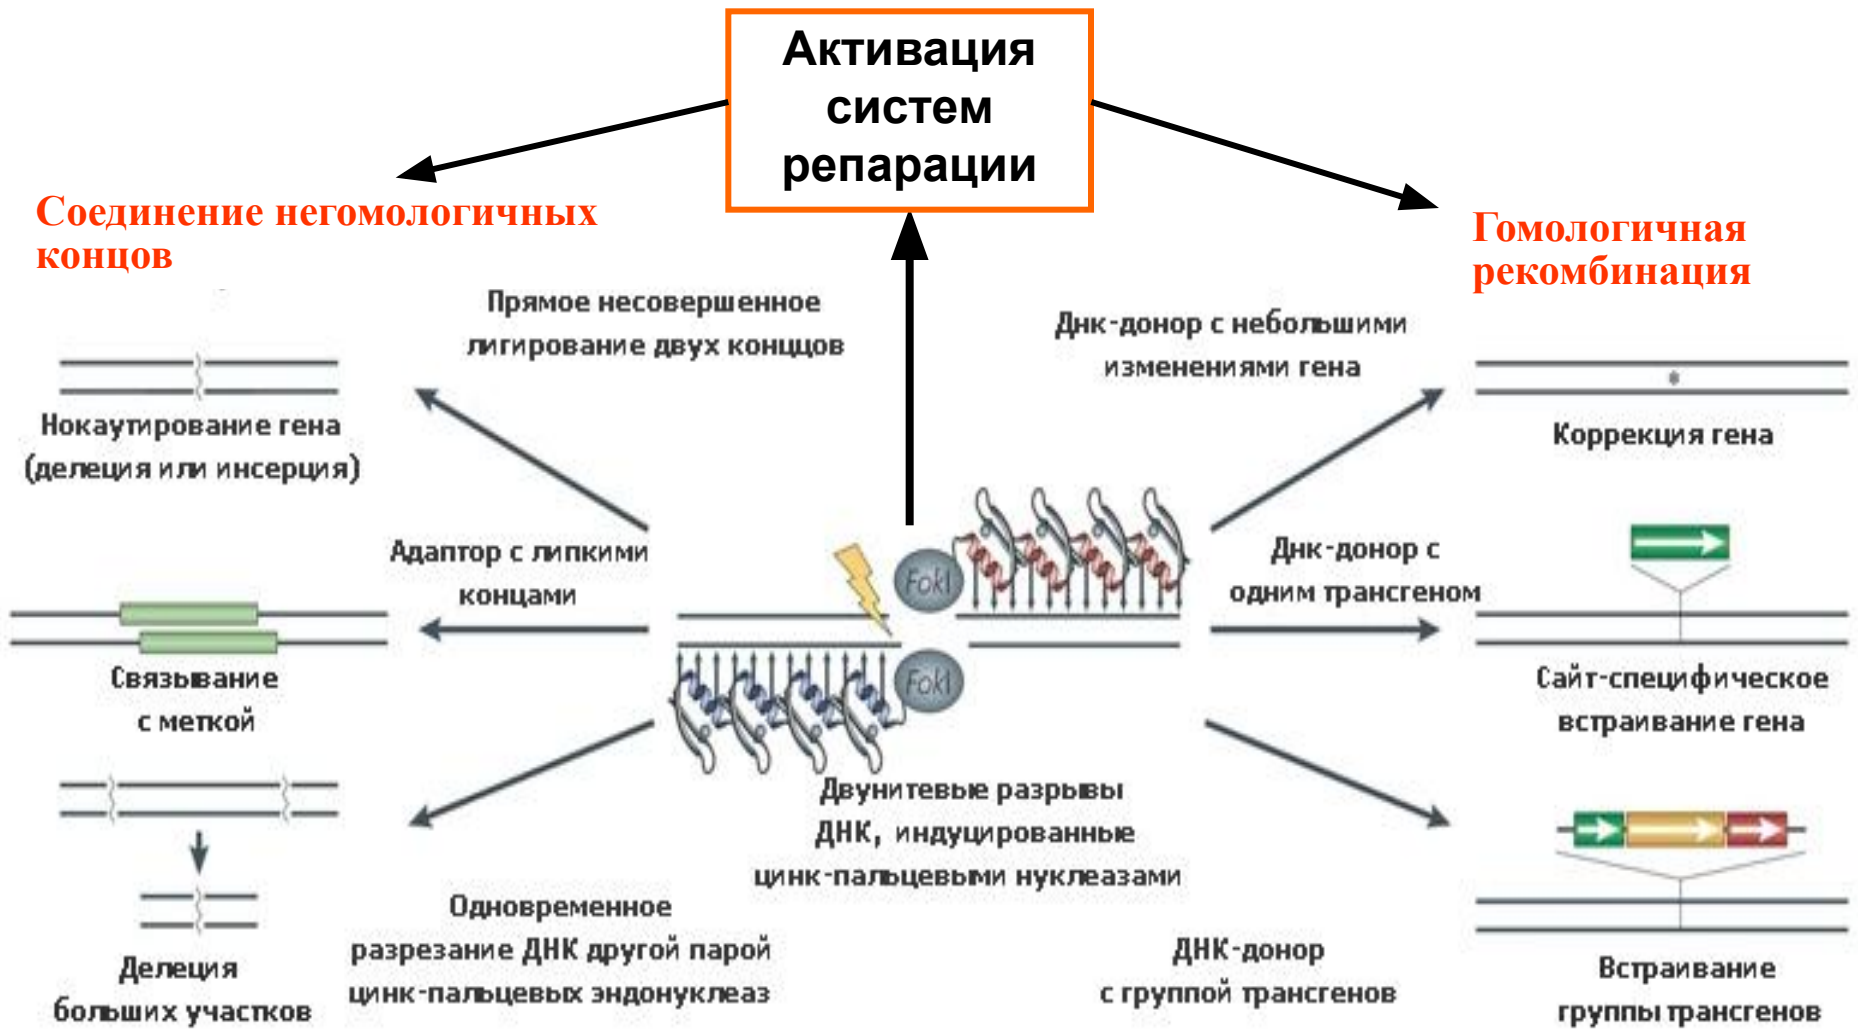 Активация
систем
репарации
Соединение негомологичных
концов
Гомологичная
рекомбинация
Прямое несовершенное
лигирование двух конццов
Днк-донор с небольшими
изменениями гена
Нокаутирование гена
(делеция или инсерция)
Коррекция гена
Адаптор с липкими
концами
FokI
Днк-донор с
одним трансгеном
Связывание
с меткой
FokI
Сайт-специфическое
встраивание гена
Двунитевые разрывы
ДНК, индуцированные
цинк-пальцевыми нуклеазами
Одновременное
разрезание ДНК другой парой
цинк-пальцевых эндонуклеаз
Делеция
больших участков
ДНК-донор
с группой трансгенов
Встраивание
группы трансгенов